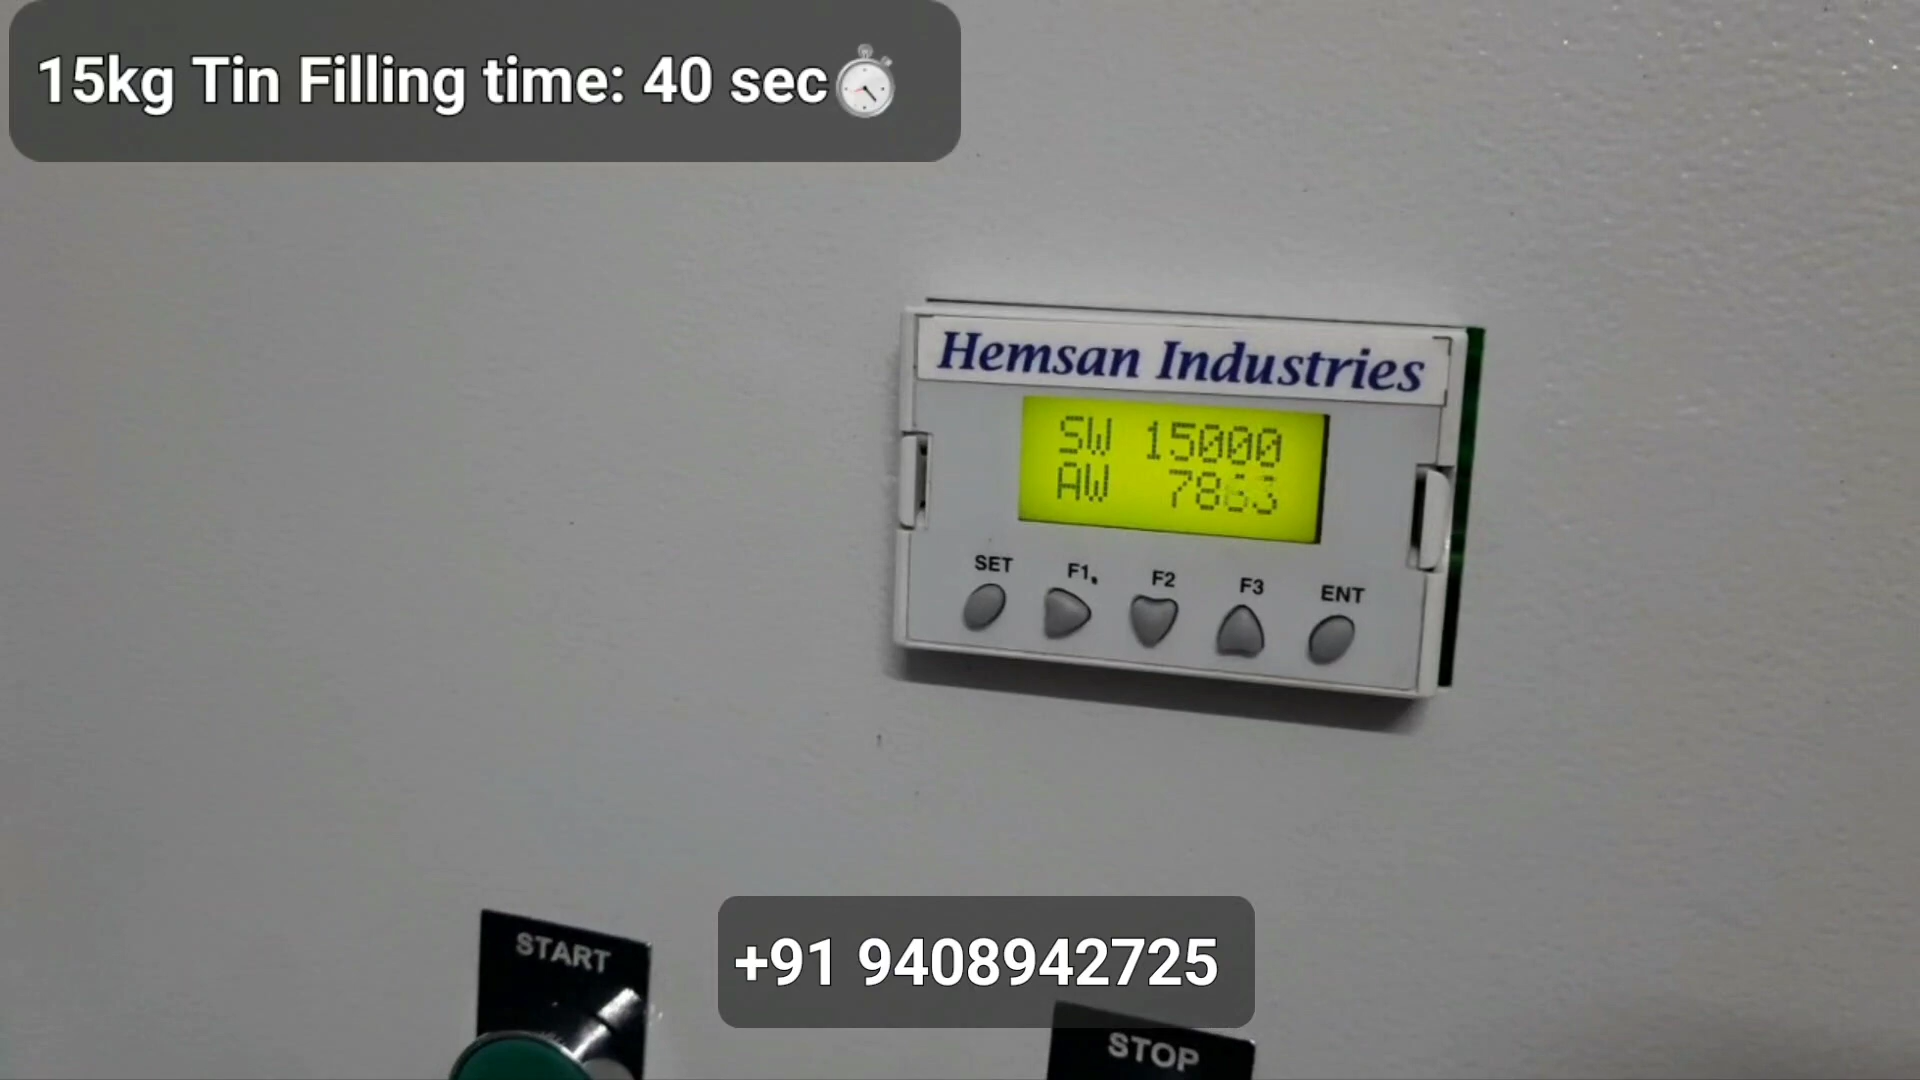 15kg Tin Filling time: 40 sec⏱
Hemsan Industries
SW 15000
AW 7863
SET F1. F2 F3 ENT
START
+91 9408942725
STOP